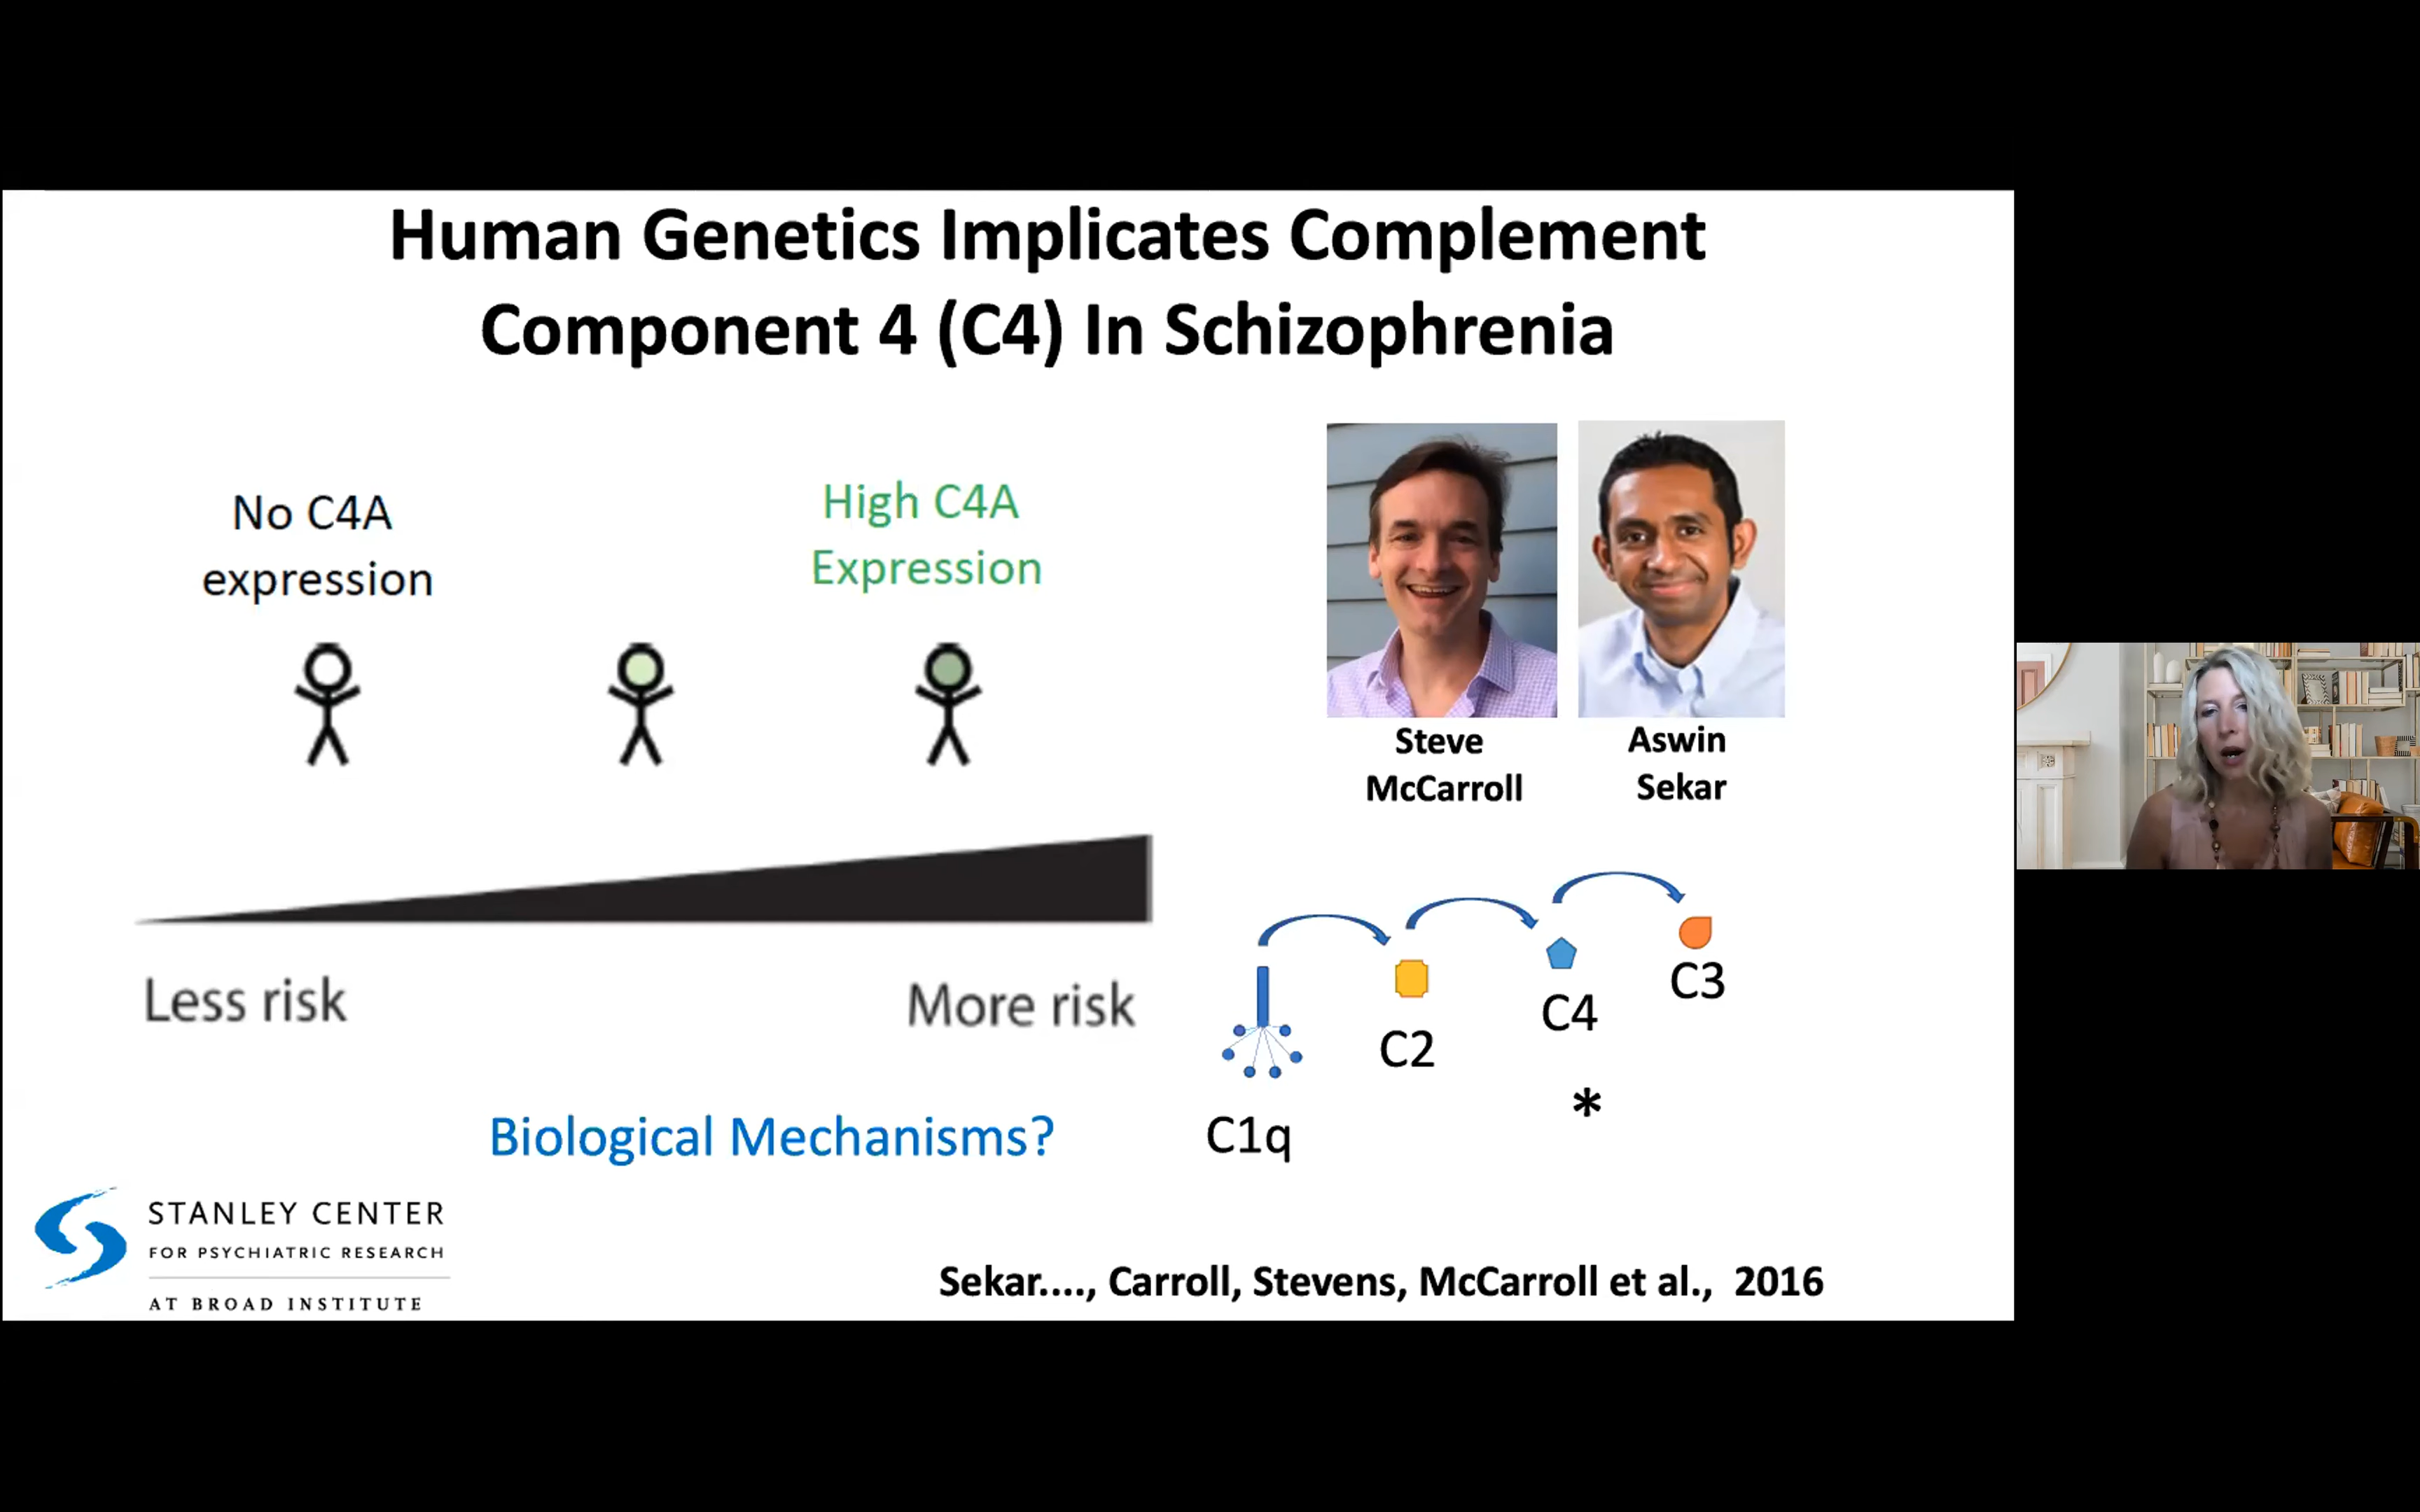 Human Genetics Implicates Complement
Component 4 (C4) In Schizophrenia
No C4A
expression
High C4A
Expression
Steve
McCarroll
Aswin
Sekar
Less risk
More risk
C1q
C2
C4
C3
*
Biological Mechanisms?
STANLEY CENTER
FOR PSYCHIATRIC RESEARCH
AT BROAD INSTITUTE
Sekar...., Carroll, Stevens, McCarroll et al., 2016